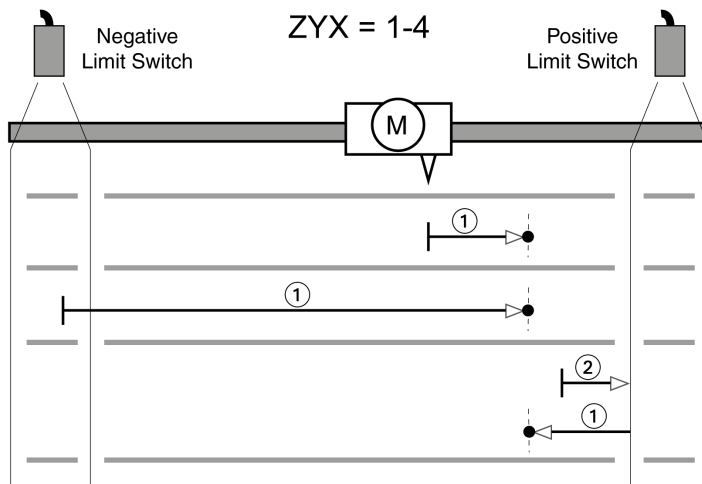 ZYX = 1-4
Negative
Limit Switch
Positive
Limit Switch
M
1
1
2
1